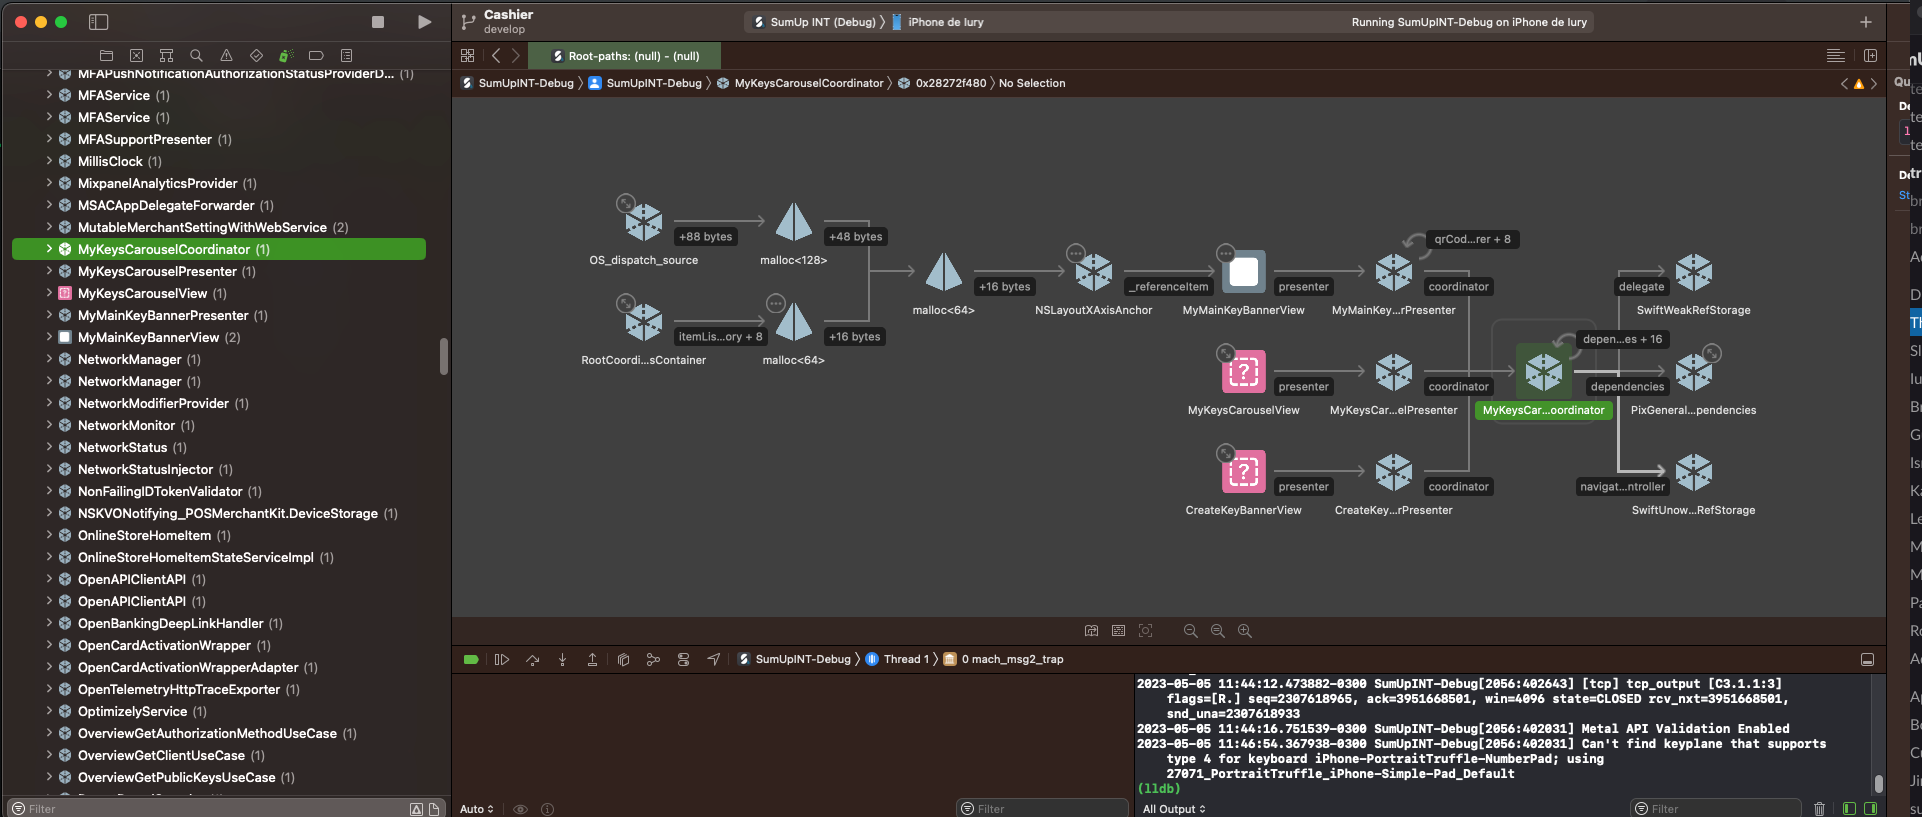 Cashier
develop
SumUp INT (Debug) iPhone de Iury
Running SumUpINT-Debug on iPhone de Iury
Root-paths: (null) - (null)
SumUpINT-Debug SumUpINT-Debug MyKeysCarouselCoordinator 0x28272f480 No Selection
MFAPushNotificationAuthorizationStatusProviderD... (1)
MFAService (1)
MFAService (1)
MFASupportPresenter (1)
MillisClock (1)
MixpanelAnalyticsProvider (1)
MSACAppDelegateForwarder (1)
MutableMerchantSettingWithWebService (2)
MyKeysCarouselCoordinator (1)
MyKeysCarouselPresenter (1)
MyKeysCarouselView (1)
MyMainKeyBannerPresenter (1)
MyMainKeyBannerView (2)
NetworkManager (1)
NetworkManager (1)
NetworkModifierProvider (1)
NetworkMonitor (1)
NetworkStatus (1)
NetworkStatusInjector (1)
NonFailingIDTokenValidator (1)
NSKVONotifying_POSMerchantKit.DeviceStorage (1)
OnlineStoreHomeItem (1)
OnlineStoreHomeItemStateServiceImpl (1)
OpenAPIClientAPI (1)
OpenAPIClientAPI (1)
OpenBankingDeepLinkHandler (1)
OpenCardActivationWrapper (1)
OpenCardActivationWrapperAdapter (1)
OpenTelemetryHttpTraceExporter (1)
OptimizelyService (1)
OverviewGetAuthorizationMethodUseCase (1)
OverviewGetClientUseCase (1)
OverviewGetPublicKeysUseCase (1)
Filter
+88 bytes
+48 bytes
OS_dispatch_source
malloc<128>
itemLis...ory + 8
+16 bytes
RootCoordi...sContainer
malloc<64>
+16 bytes
malloc<64>
_referenceItem
NSLayoutXAxisAnchor
presenter
MyMainKeyBannerView
qrCod...rer + 8
coordinator
MyMainKey...rPresenter
delegate
SwiftWeakRefStorage
presenter
MyKeysCarouselView
coordinator
MyKeysCar...elPresenter
depen...es + 16
MyKeysCar...oordinator
dependencies
PixGeneral...pendencies
presenter
CreateKeyBannerView
coordinator
CreateKey...rPresenter
navigat...ntroller
SwiftUnow...RefStorage
SumUpINT-Debug Thread 1 0 mach_msg2_trap
2023-05-05 11:44:12.473882-0300 SumUpINT-Debug[2056:402643] [tcp] tcp_output [C3.1.1:3]
flags=[R.] seq=2307618965, ack=3951668501, win=4096 state=CLOSED rcv_nxt=3951668501,
snd_una=2307618933
2023-05-05 11:44:16.751539-0300 SumUpINT-Debug[2056:402031] Metal API Validation Enabled
2023-05-05 11:46:54.367938-0300 SumUpINT-Debug[2056:402031] Can't find keyplane that supports
type 4 for keyboard iPhone-PortraitTruffle-NumberPad; using
27071_PortraitTruffle_iPhone-Simple-Pad_Default
(lldb)
Auto
Filter
All Output
Filter